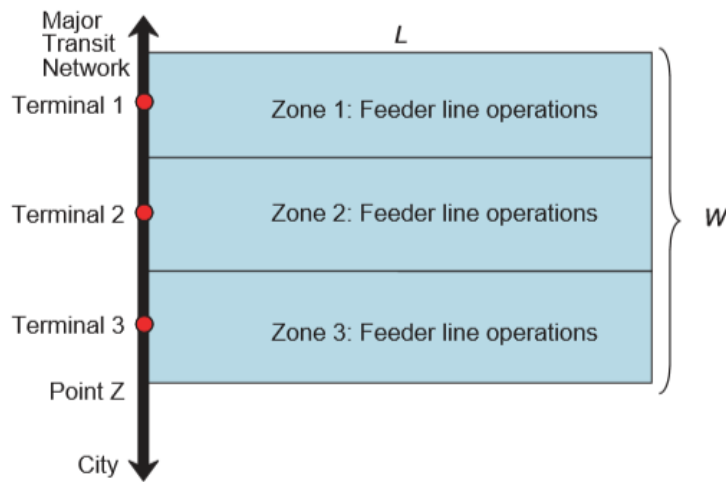 Major
Transit
Network
L
Terminal 1
Zone 1: Feeder line operations
Terminal 2
Zone 2: Feeder line operations
W
Terminal 3
Zone 3: Feeder line operations
Point Z
City